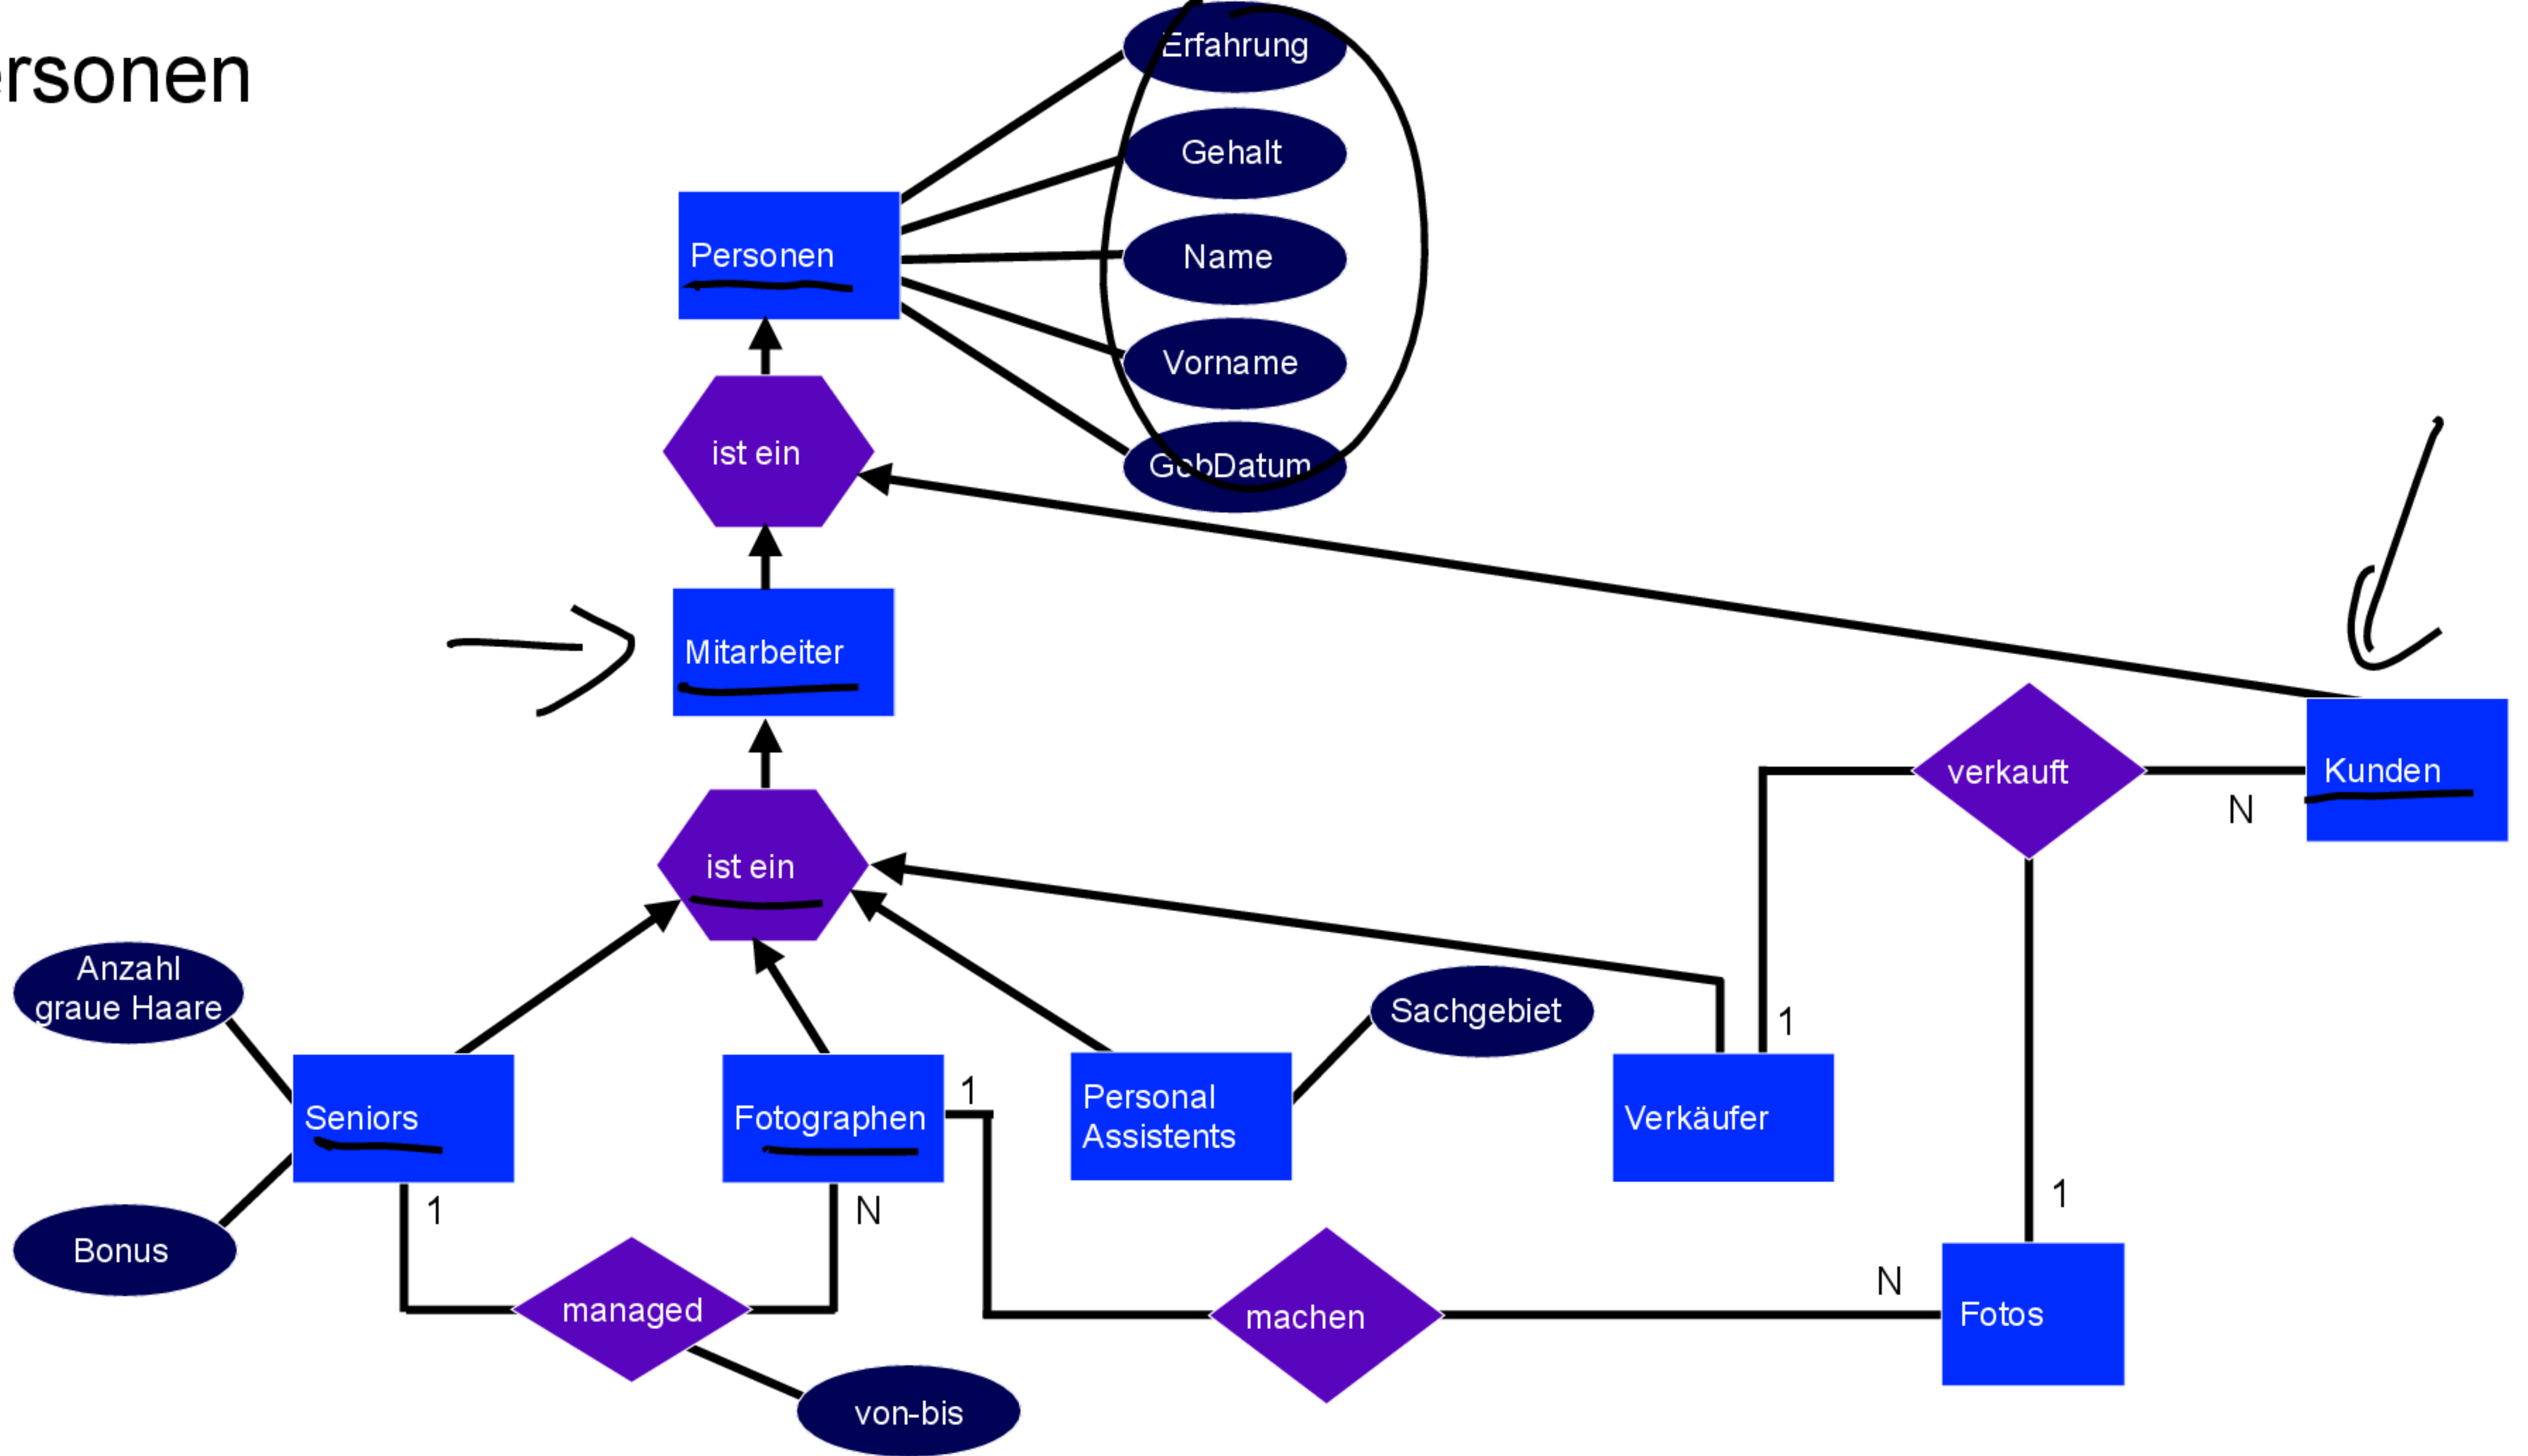 ersonen
Erfahrung
Gehalt
Personen
Name
Vorname
ist ein
GebDatum
Mitarbeiter
verkauft
Kunden
N
ist ein
Anzahl
graue Haare
Sachgebiet
1
Seniors
Fotographen
1
Personal
Assistents
Verkäufer
1
N
1
Bonus
managed
machen
N
Fotos
von-bis